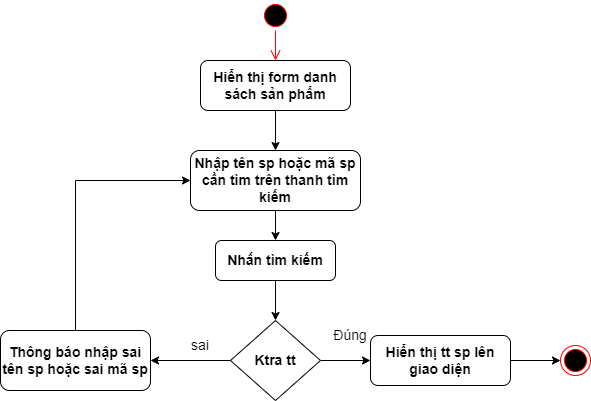 Hiển thị form danh
sách sản phẩm
Nhập tên sp hoặc mã sp
cần tìm trên thanh tìm
kiếm
Nhấn tìm kiếm
Ktra tt
sai
Đúng
Thông báo nhập sai
tên sp hoặc sai mã sp
Hiển thị tt sp lên
giao diện